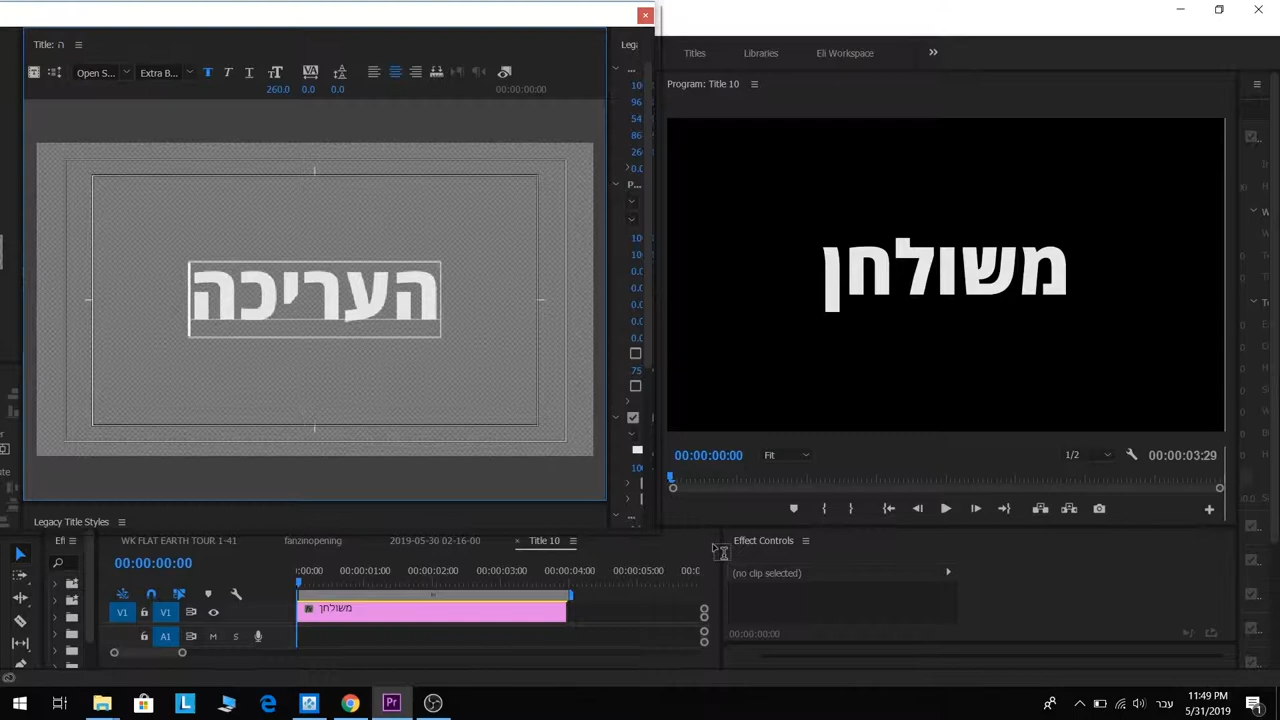 Title: ה
Lega
Open S...
Extra B...
260.0
0.0
0.0
00:00:00:00
העריכה
Legacy Title Styles
Titles
Libraries
Eli Workspace
Program: Title 10
משולחן
00:00:00:00
Fit
1/2
00:00:03:29
Eff
WK FLAT EARTH TOUR 1-41
fanzinopening
2019-05-30 02-16-00
Title 10
00:00:00:00
:00:00
00:00:01:00
00:00:02:00
00:00:03:00
00:00:04:00
00:00:05:00
00:0
V1
V1
משולחן
A1
A1
M
S
Effect Controls
(no clip selected)
00:00:00:00
Pr
עבר
11:49 PM
5/31/2019